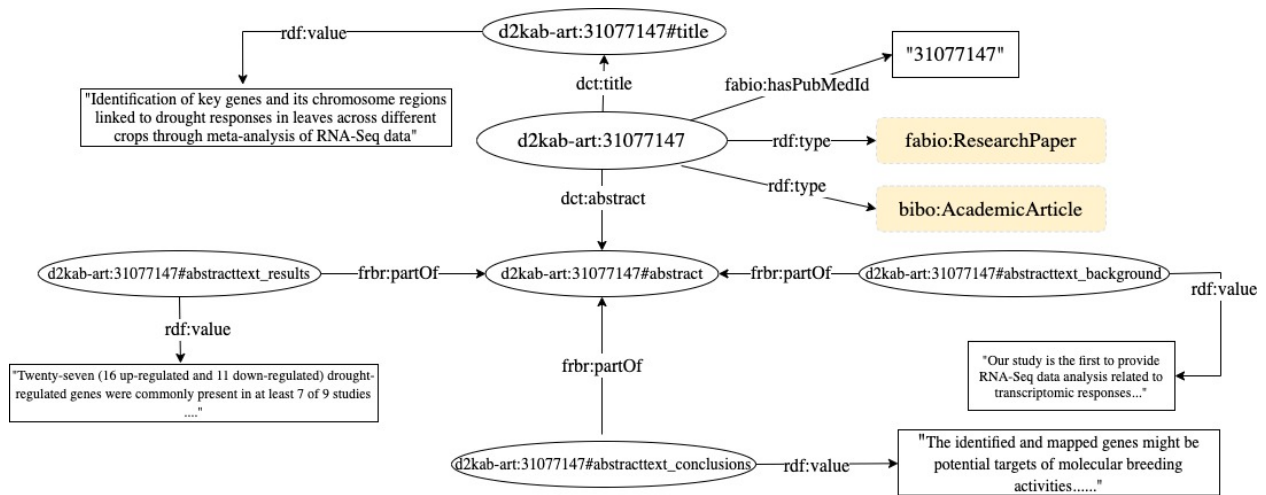 rdf:value
d2kab-art:31077147#title
"31077147"
dct:title
fabio:hasPubMedId
"Identification of key genes and its chromosome regions
linked to drought responses in leaves across different
crops through meta-analysis of RNA-Seq data"
d2kab-art:31077147
rdf:type
fabio:ResearchPaper
rdf:type
dct:abstract
bibo:AcademicArticle
d2kab-art:31077147#abstracttext_results
frbr:partOf
d2kab-art:31077147#abstract
frbr:partOf
d2kab-art:31077147#abstracttext_background
rdf:value
rdf:value
"Twenty-seven (16 up-regulated and 11 down-regulated) drought-
regulated genes were commonly present in at least 7 of 9 studies
...."
frbr:partOf
"Our study is the first to provide
RNA-Seq data analysis related to
transcriptomic responses..."
d2kab-art:31077147#abstracttext_conclusions
rdf:value
"The identified and mapped genes might be
potential targets of molecular breeding
activities......"